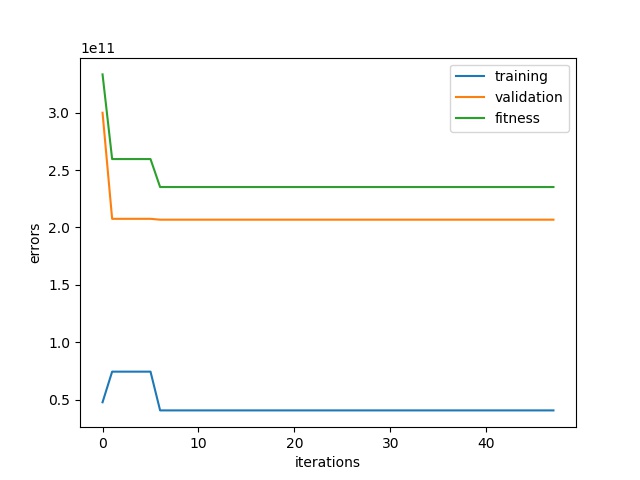 1e11
training
validation
fitness
3.0
2.5
2.0
1.5
1.0
0.5
errors
0 10 20 30 40
iterations